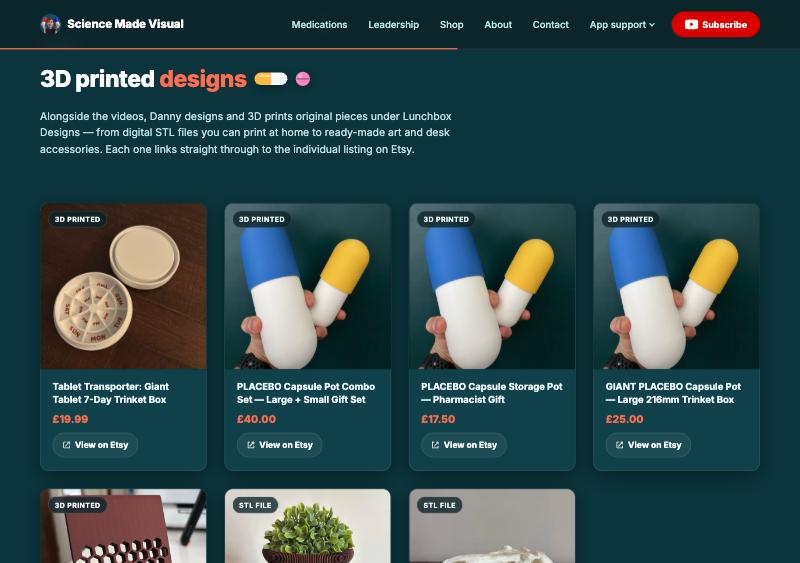 Science Made Visual
Medications
Leadership
Shop
About
Contact
App support
Subscribe
3D printed designs
Alongside the videos, Danny designs and 3D prints original pieces under Lunchbox
Designs — from digital STL files you can print at home to ready-made art and desk
accessories. Each one links straight through to the individual listing on Etsy.
3D PRINTED
SUN
MON
TUE
SAT
Tablet Transporter: Giant
Tablet 7-Day Trinket Box
£19.99
View on Etsy
3D PRINTED
PLACEBO Capsule Pot Combo
Set — Large + Small Gift Set
£40.00
View on Etsy
3D PRINTED
PLACEBO Capsule Storage Pot
— Pharmacist Gift
£17.50
View on Etsy
3D PRINTED
GIANT PLACEBO Capsule Pot
— Large 216mm Trinket Box
£25.00
View on Etsy
3D PRINTED
STL FILE
STL FILE